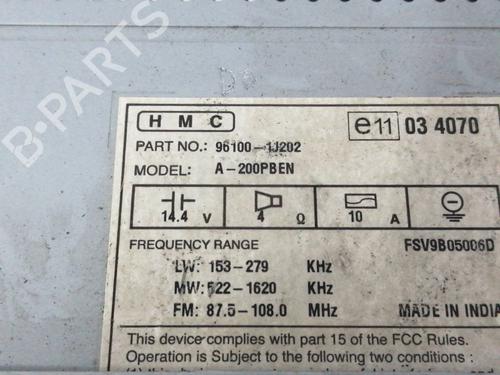 B-PARTS
H M C
e11 03 4070
PART NO.: 96100-1J202
MODEL: A-200PBEN
14.4 V 4 Ω 10 A
FREQUENCY RANGE FSV9B05006D
LW: 153-279 KHz
MW: 522-1620 KHz
FM: 87.5-108.0 MHz MADE IN INDIA
This device complies with part 15 of the FCC Rules.
Operation is Subject to the following two conditions :